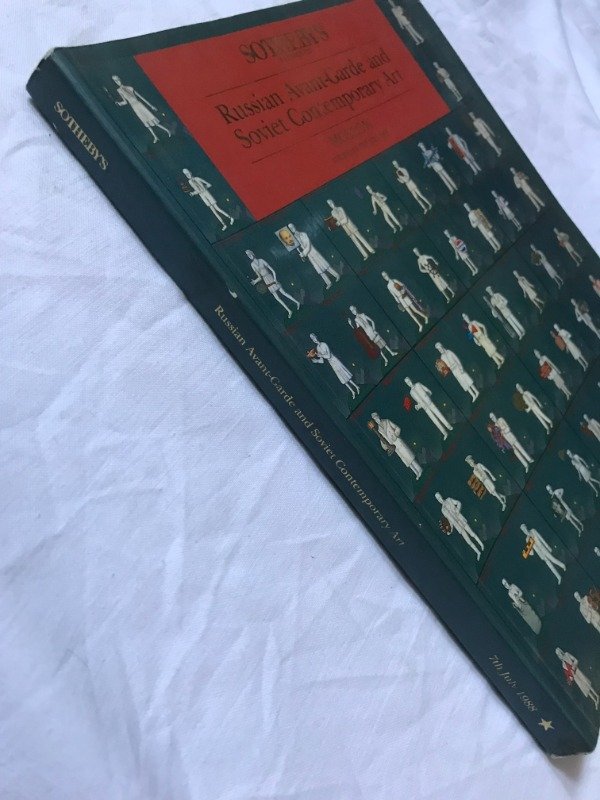 SOTHEBY'S
Russian Avant-Garde and
Soviet Contemporary Art
SOTHEBY'S
Russian Avant-Garde and Soviet Contemporary Art
7th July 1988